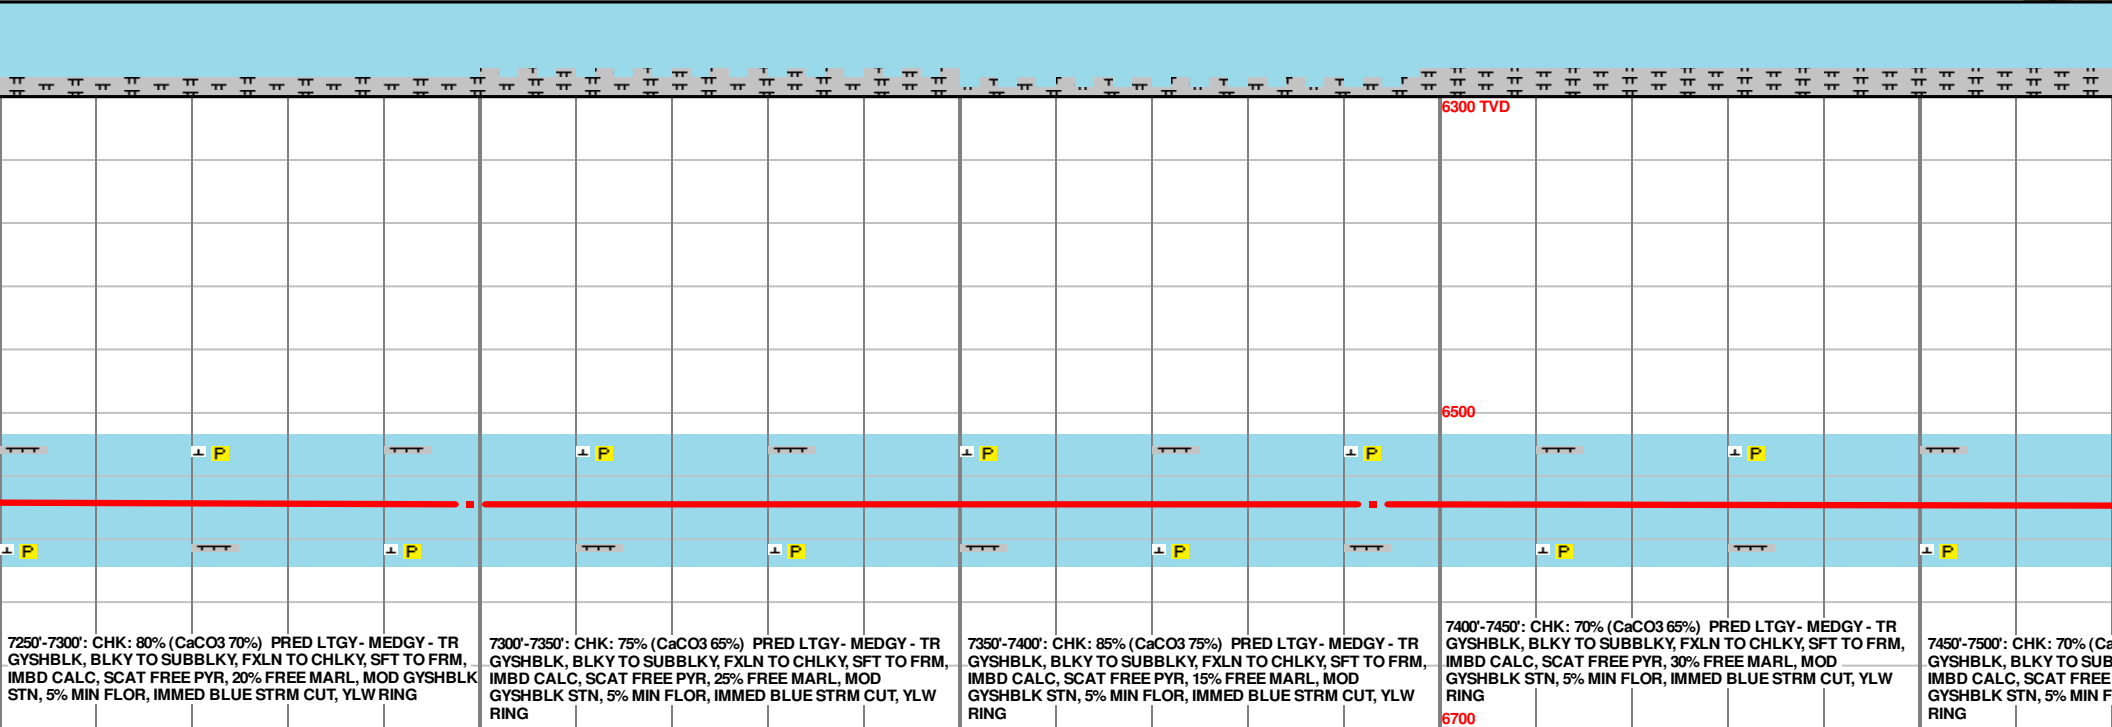 6300 TVD
6500
P
P
P
P
P
P
P
P
P
P
P
7250'-7300': CHK: 80% (CaCO3 70%) PRED LTGY- MEDGY - TR
GYSHBLK, BLKY TO SUBBLKY, FXLN TO CHLKY, SFT TO FRM,
IMBD CALC, SCAT FREE PYR, 20% FREE MARL, MOD GYSHBLK
STN, 5% MIN FLOR, IMMED BLUE STRM CUT, YLW RING
7300'-7350': CHK: 75% (CaCO3 65%) PRED LTGY- MEDGY - TR
GYSHBLK, BLKY TO SUBBLKY, FXLN TO CHLKY, SFT TO FRM,
IMBD CALC, SCAT FREE PYR, 25% FREE MARL, MOD
GYSHBLK STN, 5% MIN FLOR, IMMED BLUE STRM CUT, YLW
RING
7350'-7400': CHK: 85% (CaCO3 75%) PRED LTGY- MEDGY - TR
GYSHBLK, BLKY TO SUBBLKY, FXLN TO CHLKY, SFT TO FRM,
IMBD CALC, SCAT FREE PYR, 15% FREE MARL, MOD
GYSHBLK STN, 5% MIN FLOR, IMMED BLUE STRM CUT, YLW
RING
7400'-7450': CHK: 70% (CaCO3 65%) PRED LTGY- MEDGY - TR
GYSHBLK, BLKY TO SUBBLKY, FXLN TO CHLKY, SFT TO FRM,
IMBD CALC, SCAT FREE PYR, 30% FREE MARL, MOD
GYSHBLK STN, 5% MIN FLOR, IMMED BLUE STRM CUT, YLW
RING
7450'-7500': CHK: 70% (Ca
GYSHBLK, BLKY TO SUB
IMBD CALC, SCAT FREE
GYSHBLK STN, 5% MIN F
RING
6700